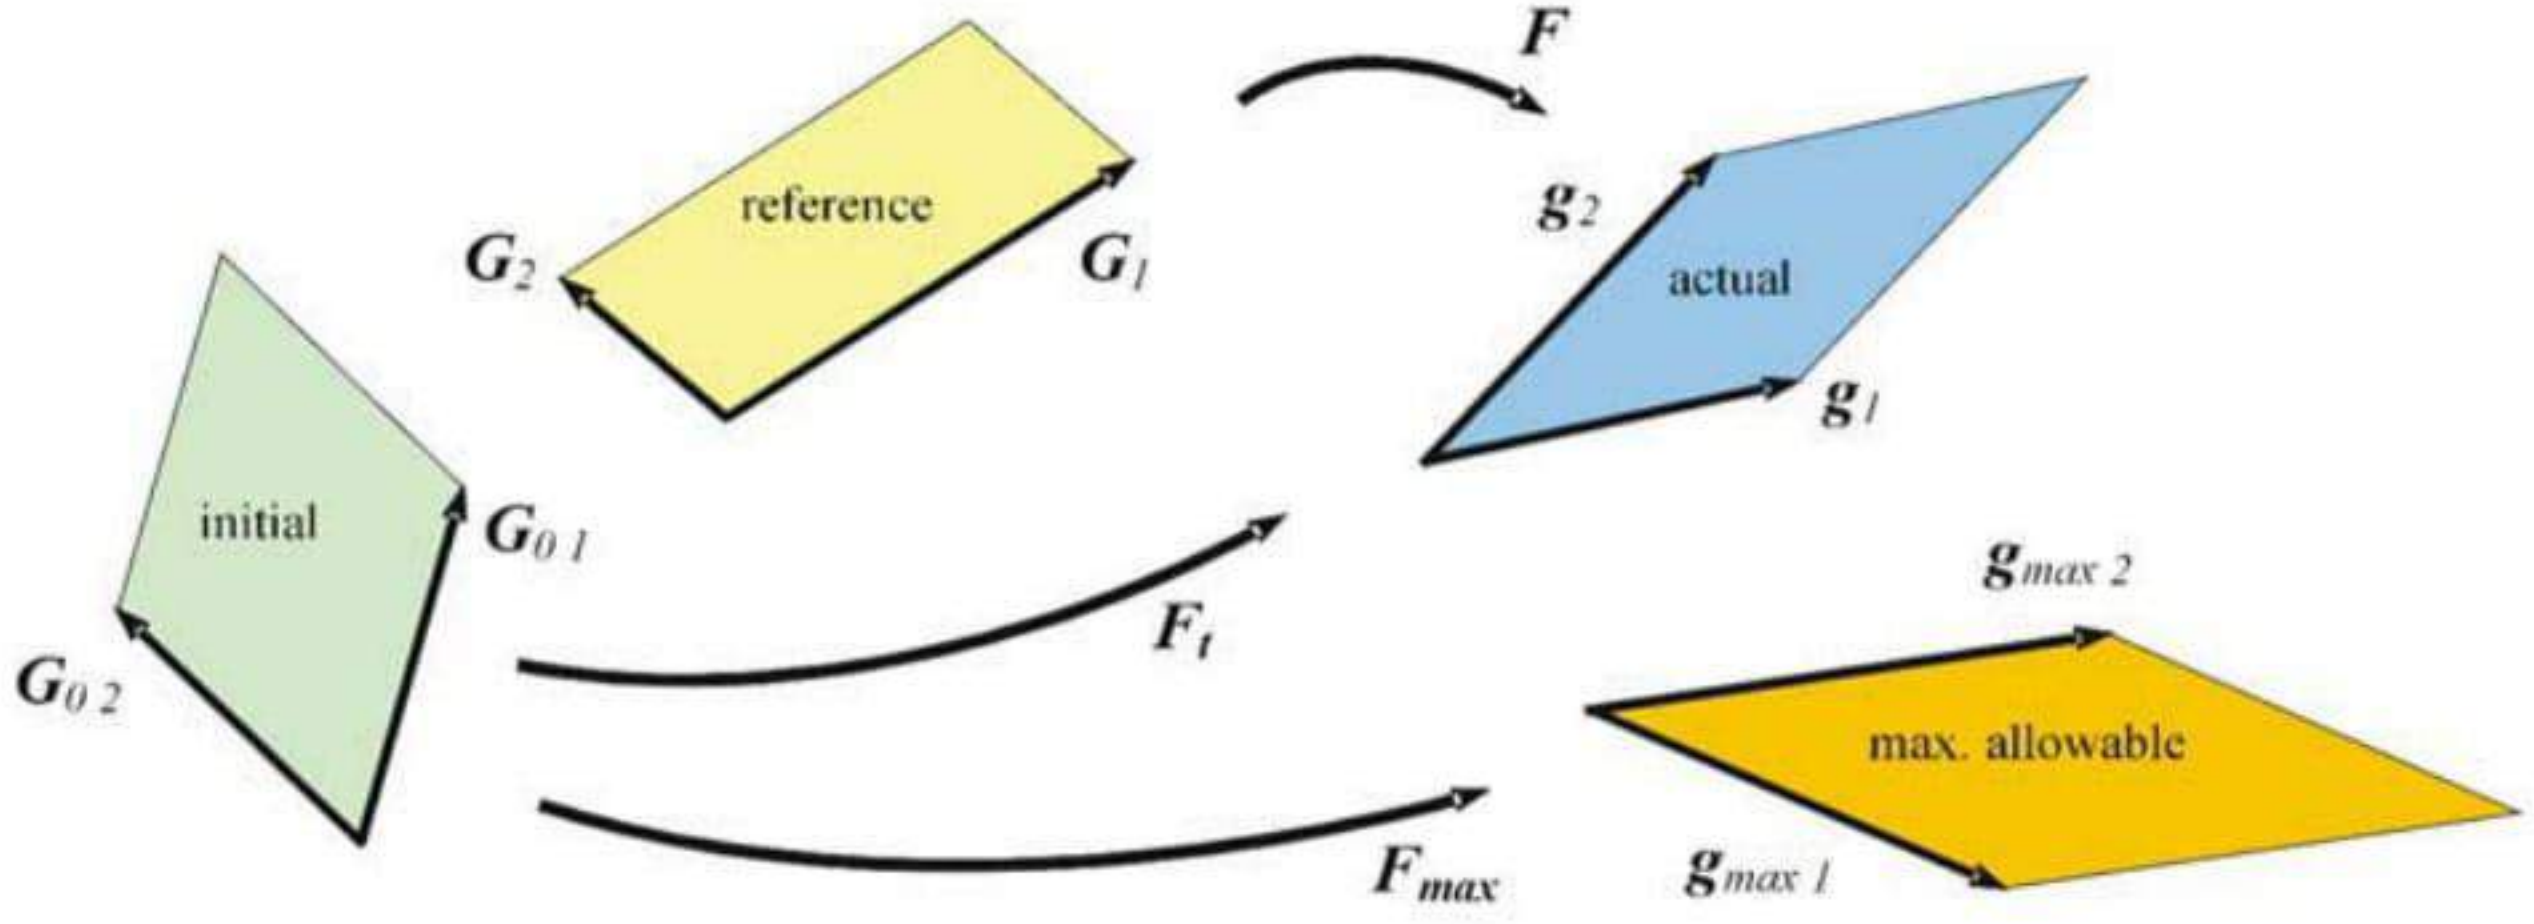 F
reference
G2
G1
g2
actual
g1
initial
G0 1
G0 2
Ft
gmax 2
max. allowable
gmax 1
Fmax